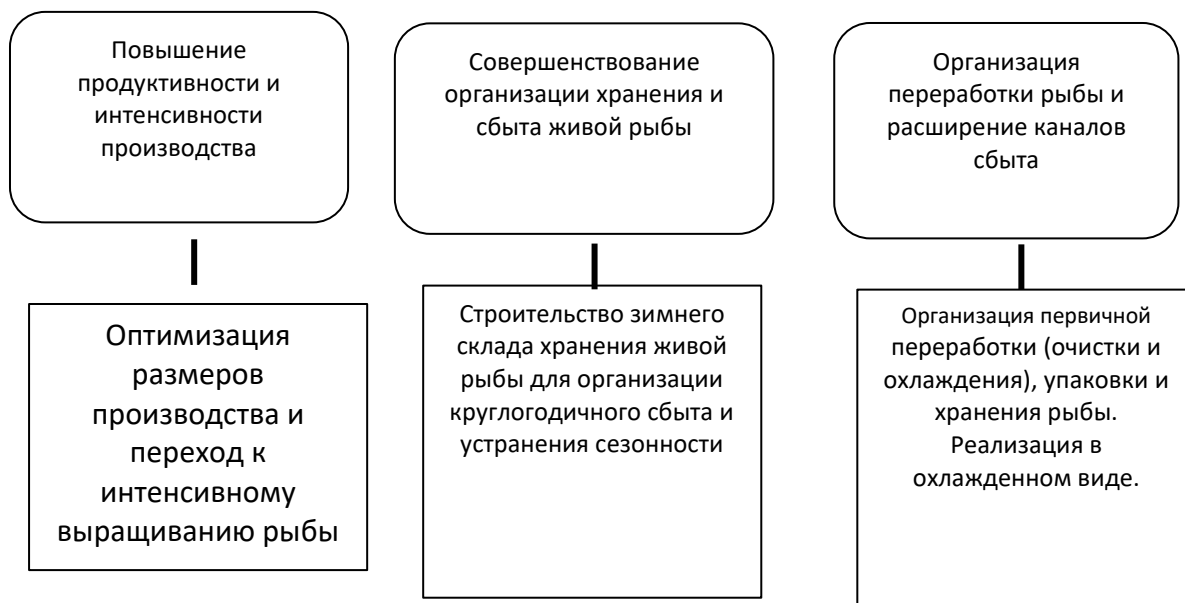 Повышение
продуктивности и
интенсивности
производства
Совершенствование
организации хранения и
сбыта живой рыбы
Организация
переработки рыбы и
расширение каналов
сбыта
Оптимизация
размеров
производства и
переход к
интенсивному
выращиванию рыбы
Строительство зимнего
склада хранения живой
рыбы для организации
круглогодичного сбыта и
устранения сезонности
Организация первичной
переработки (очистки и
охлаждения), упаковки и
хранения рыбы.
Реализация в
охлажденном виде.